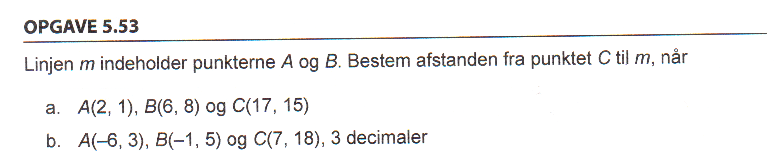 OPGAVE 5.53
Linjen m indeholder punkterne A og B. Bestem afstanden fra punktet C til m, når
a. A(2, 1), B(6, 8) og C(17, 15)
b. A(–6, 3), B(–1, 5) og C(7, 18), 3 decimaler